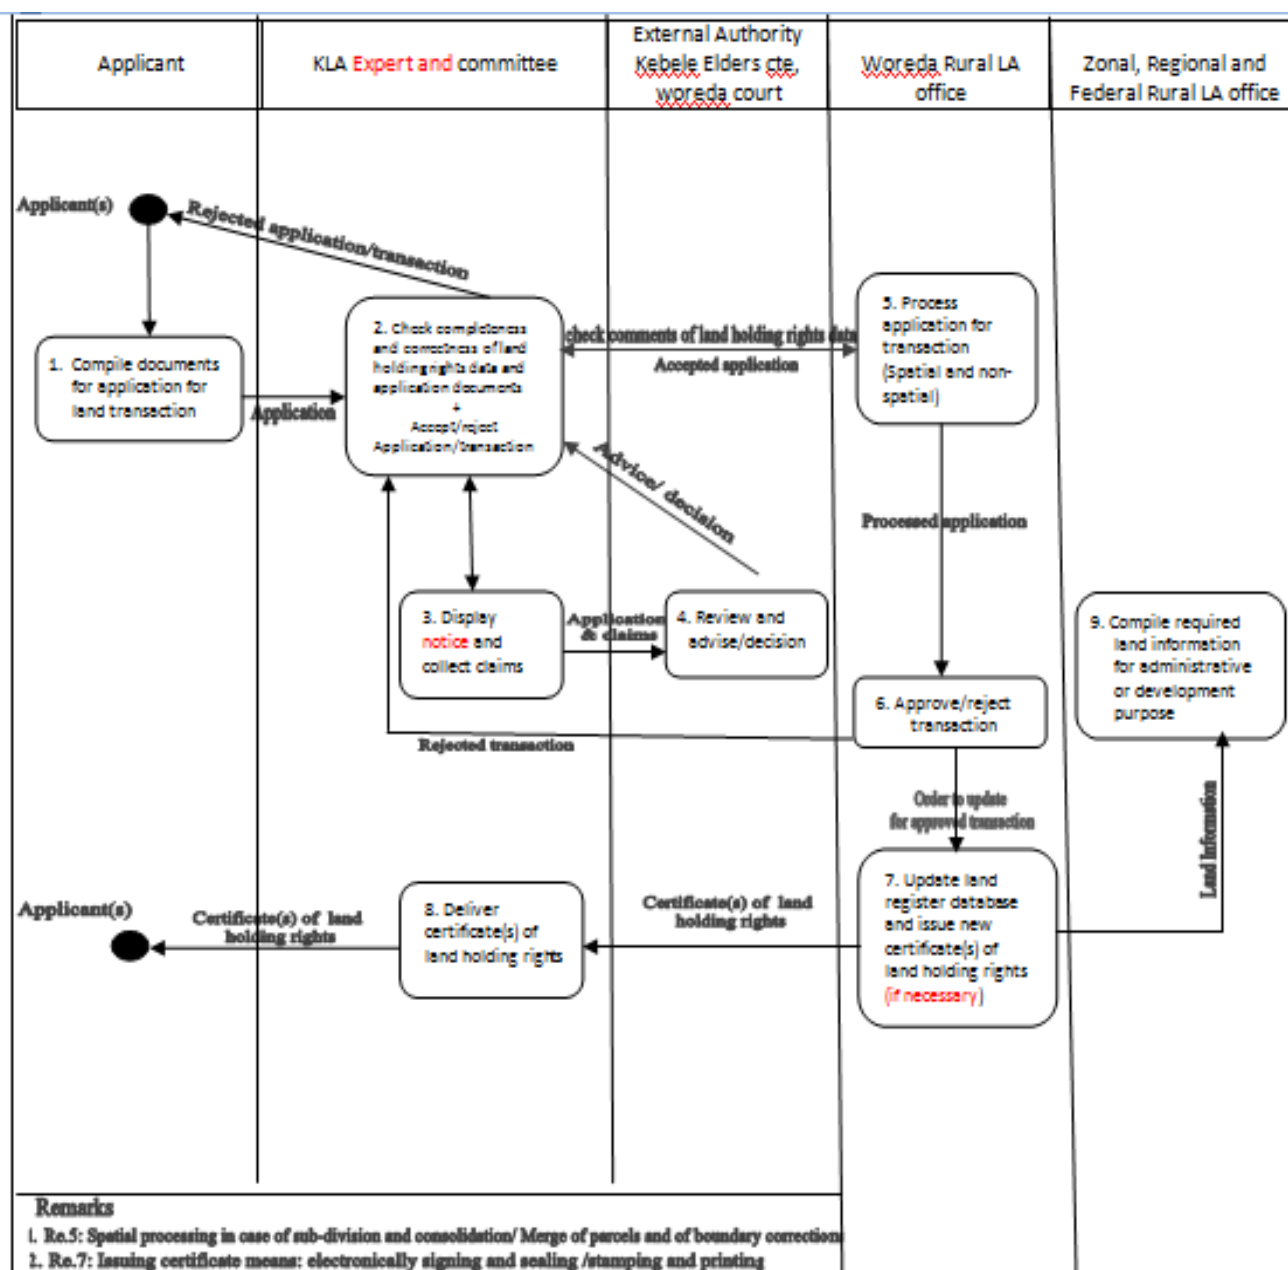 Applicant
KLA Expert and committee
External Authority
Kebele Elders cte,
woreda court
Woreda Rural LA
office
Zonal, Regional and
Federal Rural LA office
Applicant(s)
Rejected application/transaction
1. Compile documents
for application for
land transaction
Application
2. Check completeness
and correctness of land
holding rights data and
application documents
+
Accept/reject
Application/transaction
check comments of land holding rights data
Accepted application
5. Process
application for
transaction
(Spatial and non-
spatial)
Advice/ decision
Processed application
3. Display
notice and
collect claims
Application
& claims
4. Review and
advise/decision
9. Compile required
land information
for administrative
or development
purpose
6. Approve/reject
transaction
Rejected transaction
Order to update
for approved transaction
Land Information
Applicant(s)
Certificate(s) of land
holding rights
8. Deliver
certificate(s) of
land holding rights
Certificate(s) of land
holding rights
7. Update land
register database
and issue new
certificate(s) of
land holding rights
(if necessary)
Remarks
1. Re.5: Spatial processing in case of sub-division and consolidation/ Merge of parcels and of boundary correction
2. Re.7: Issuing certificate means: electronically signing and sealing /stamping and printing